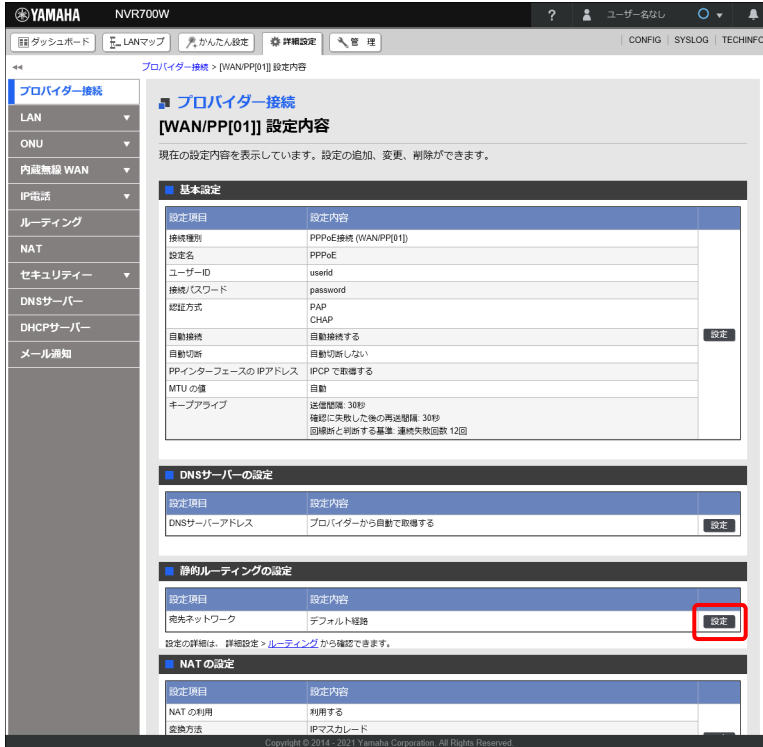 YAMAHA NVR700W ? ユーザー名なし
ダッシュボード LANマップ かんたん設定 詳細設定 管 理 CONFIG SYSLOG TECHINFO
プロバイダー接続 > [WAN/PP[01]] 設定内容
プロバイダー接続
LAN
ONU
内蔵無線 WAN
IP電話
ルーティング
NAT
セキュリティー
DNSサーバー
DHCPサーバー
メール通知
プロバイダー接続
[WAN/PP[01]] 設定内容
現在の設定内容を表示しています。設定の追加、変更、削除ができます。
基本設定
設定項目 設定内容
接続種別 PPPoE接続 (WAN/PP[01])
設定名 PPPoE
ユーザーID userid
接続パスワード password
認証方式 PAP
CHAP
自動接続 自動接続する
設定
自動切断 自動切断しない
PPインターフェースの IPアドレス IPCP で取得する
MTU の値 自動
キープアライブ 送信間隔: 30秒
確認に失敗した後の再送間隔: 30秒
回線断と判断する基準: 連続失敗回数 12回
DNSサーバーの設定
設定項目 設定内容
DNSサーバーアドレス プロバイダーから自動で取得する 設定
静的ルーティングの設定
設定項目 設定内容
宛先ネットワーク デフォルト経路 設定
設定の詳細は、 詳細設定 > ルーティング から確認できます。
NATの設定
設定項目 設定内容
NAT の利用 利用する
変換方法 IPマスカレード
Copyright © 2014 - 2021 Yamaha Corporation. All Rights Reserved.